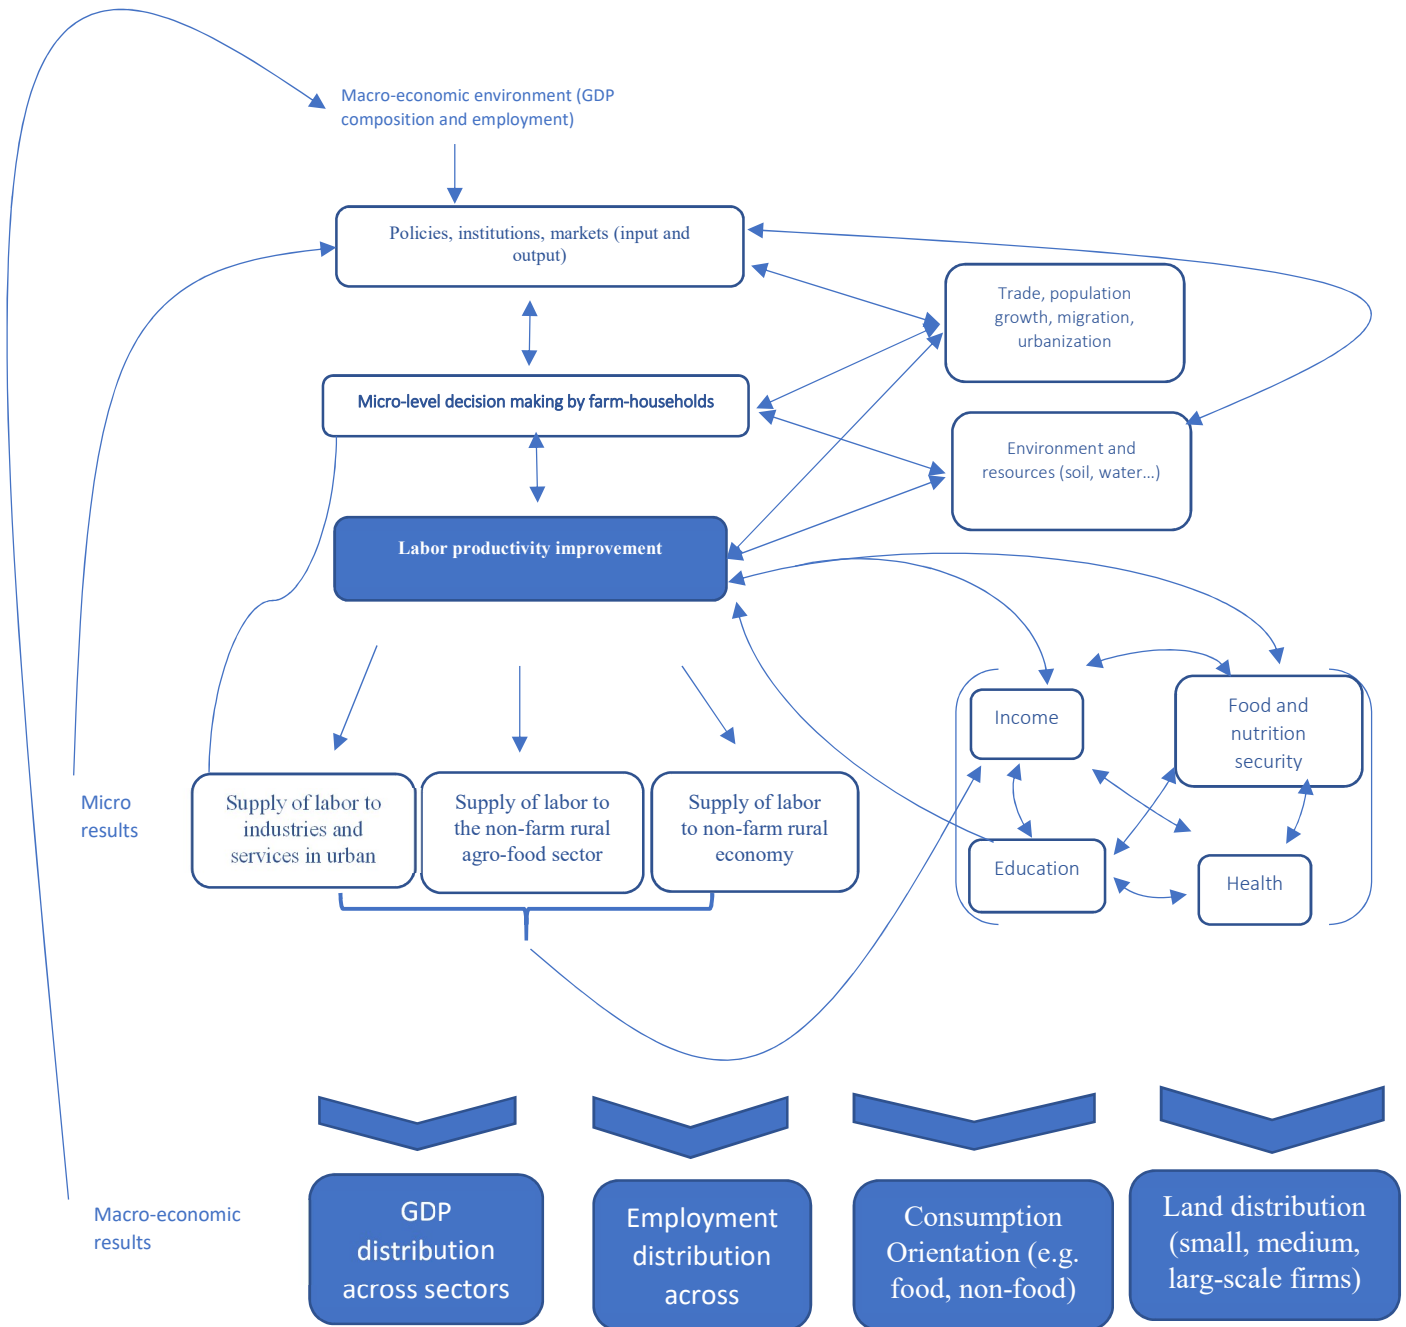 Macro-economic environment (GDP
composition and employment)
Policies, institutions, markets (input and
output)
Trade, population
growth, migration,
urbanization
Micro-level decision making by farm-households
Environment and
resources (soil, water…)
Labor productivity improvement
Income
Food and
nutrition
security
Micro
results
Supply of labor to
industries and
services in urban
Supply of labor to
the non-farm rural
agro-food sector
Supply of labor
to non-farm rural
economy
Education
Health
Macro-economic
results
GDP
distribution
across sectors
Employment
distribution
across
Consumption
Orientation (e.g.
food, non-food)
Land distribution
(small, medium,
larg-scale firms)